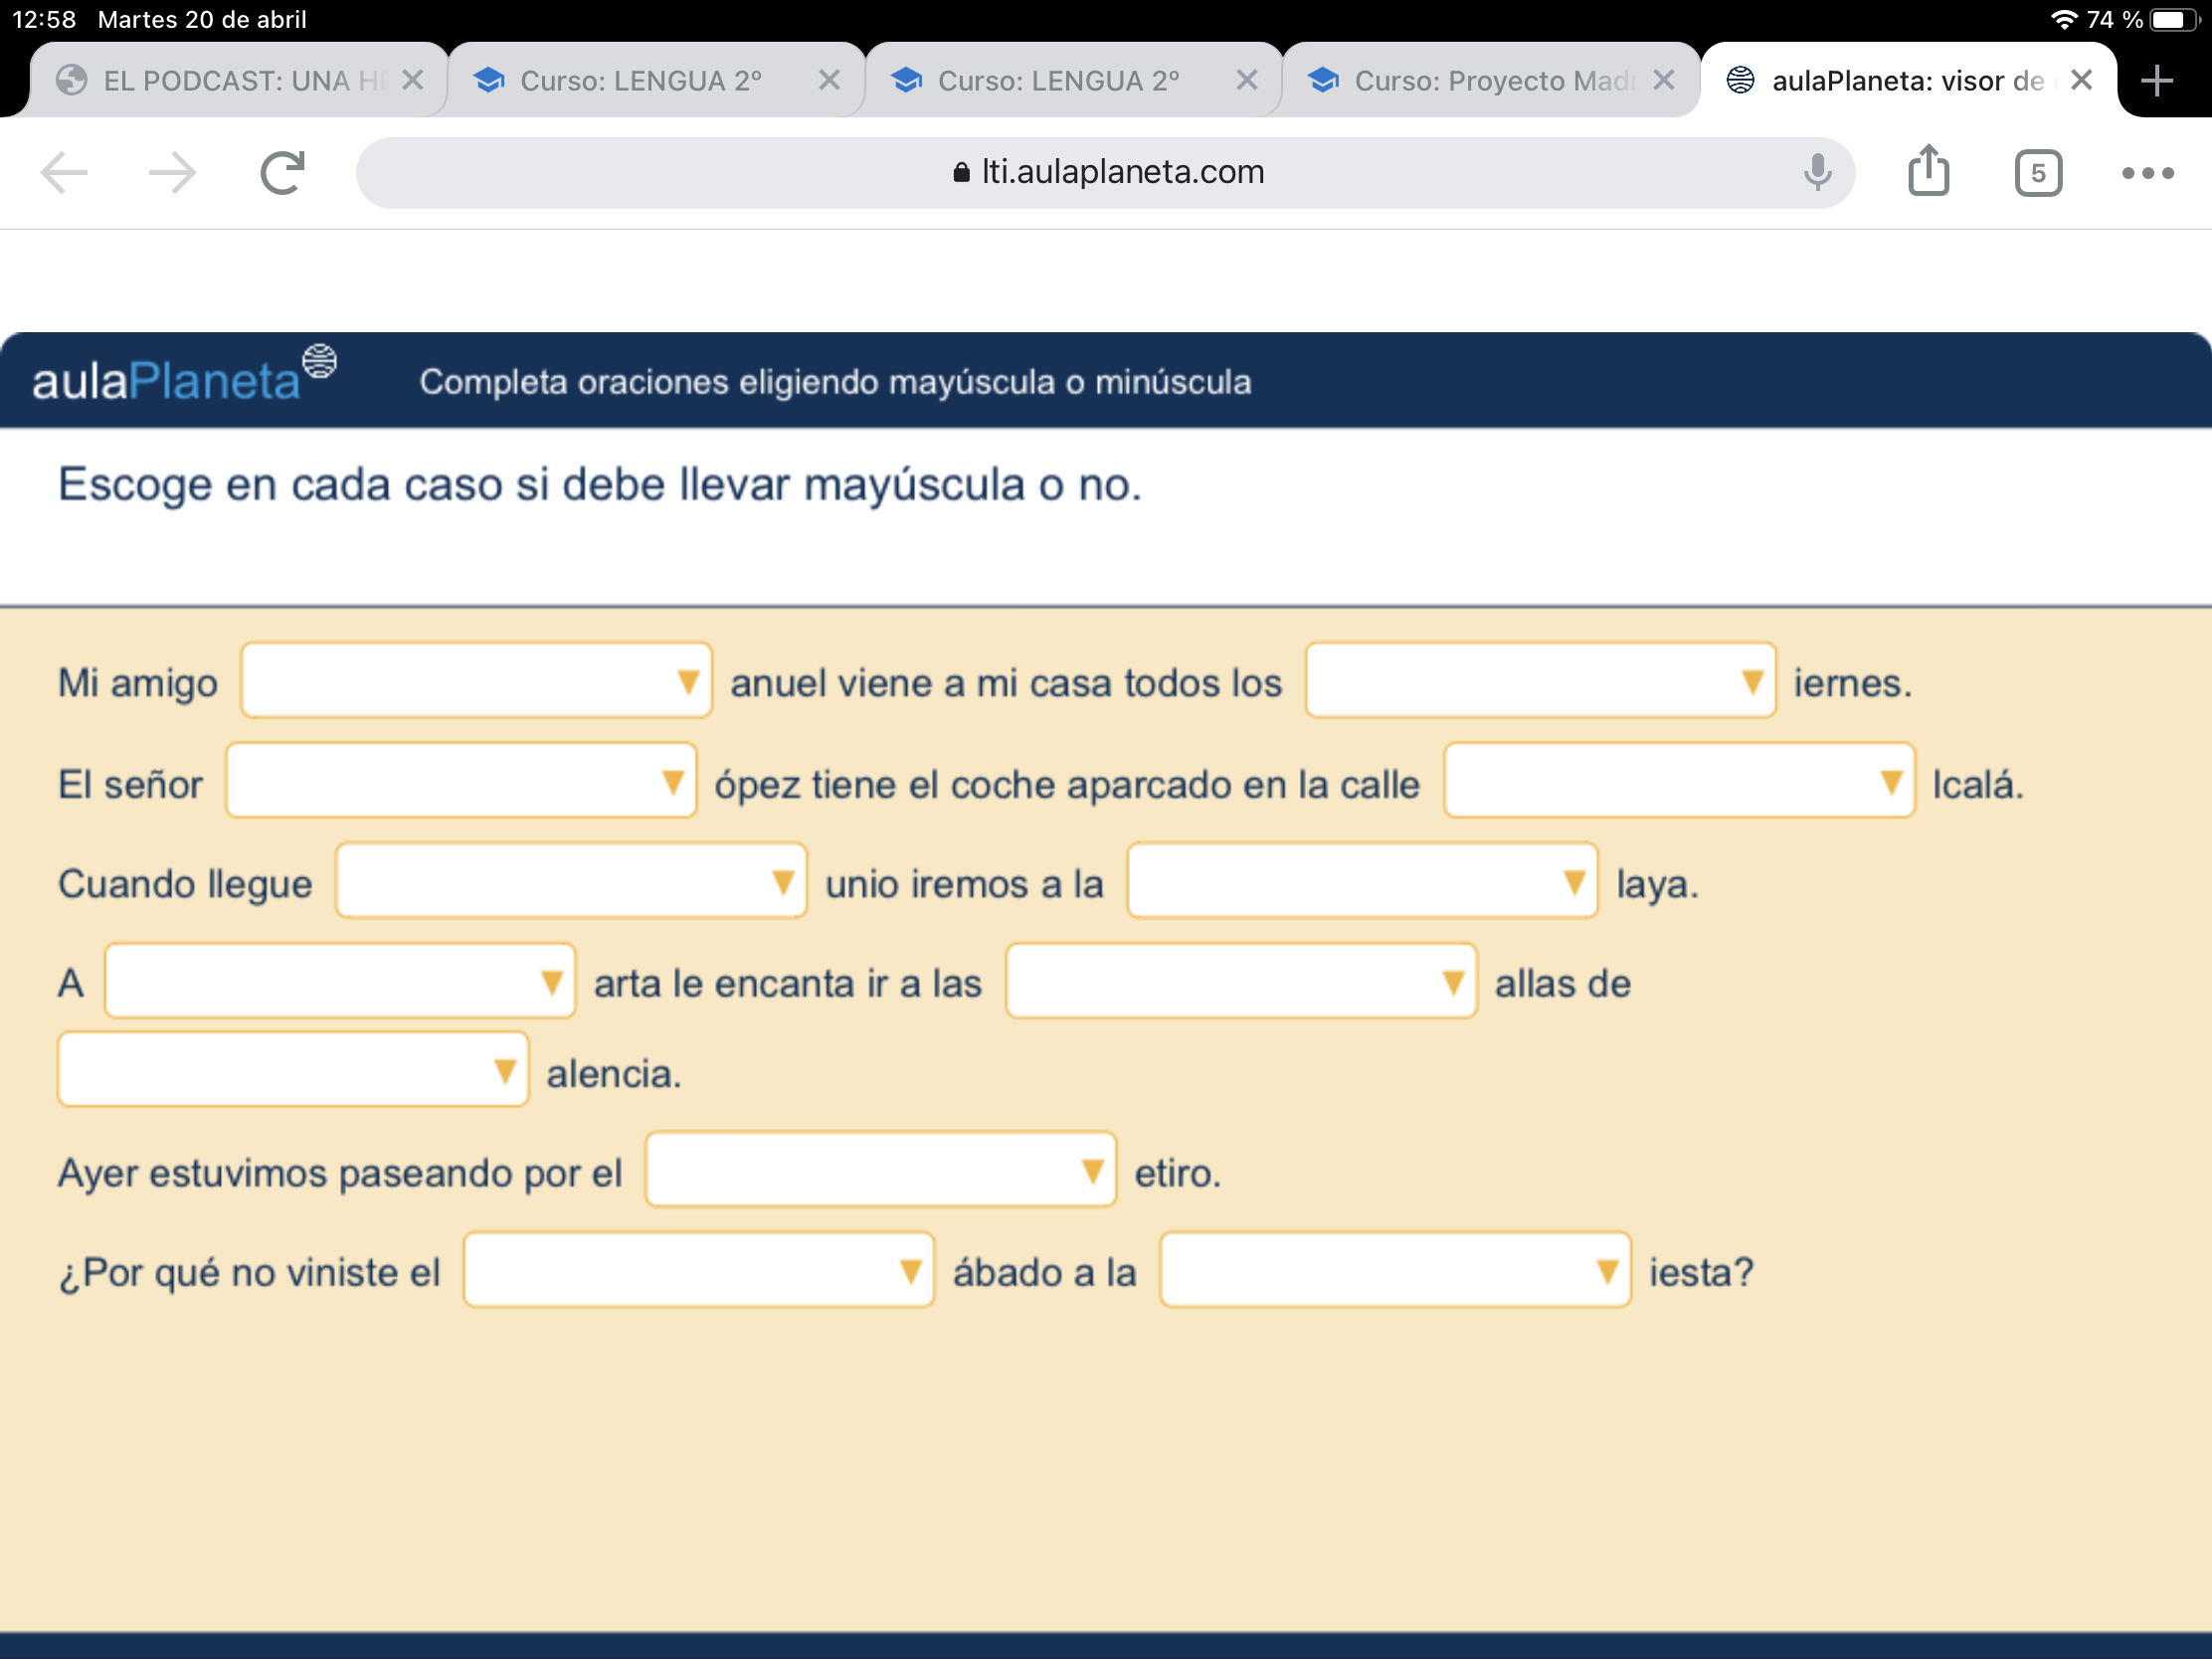 12:58 Martes 20 de abril 74 %
EL PODCAST: UNA HE Curso: LENGUA 2º Curso: LENGUA 2º Curso: Proyecto Madr aulaPlaneta: visor de
lti.aulaplaneta.com 5
aulaPlaneta Completa oraciones eligiendo mayúscula o minúscula
Escoge en cada caso si debe llevar mayúscula o no.
Mi amigo anuel viene a mi casa todos los iernes.
El señor ópez tiene el coche aparcado en la calle lcalá.
Cuando llegue unio iremos a la laya.
A arta le encanta ir a las allas de
alencia.
Ayer estuvimos paseando por el etiro.
¿Por qué no viniste el ábado a la iesta?